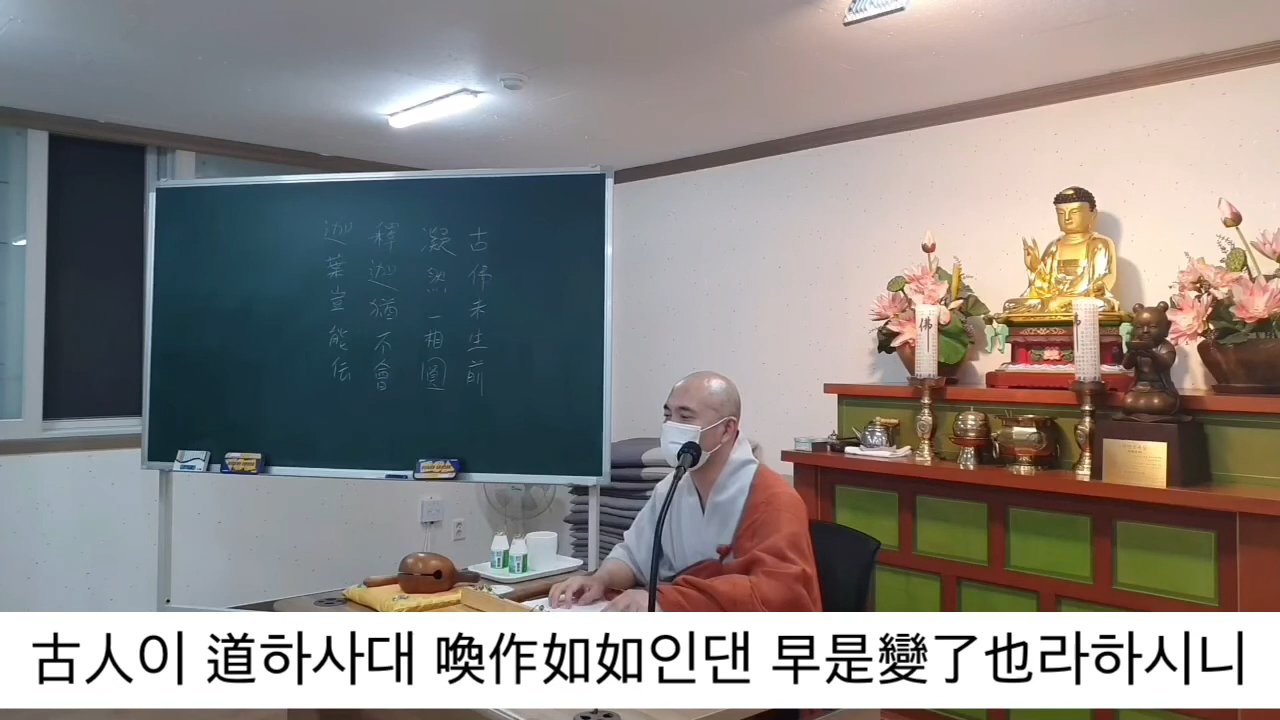 古佛未生前
凝然一相圓
釋迦猶不會
迦葉豈能伝
佛
古人이 道하사대 喚作如如인댄 早是變了也라하시니